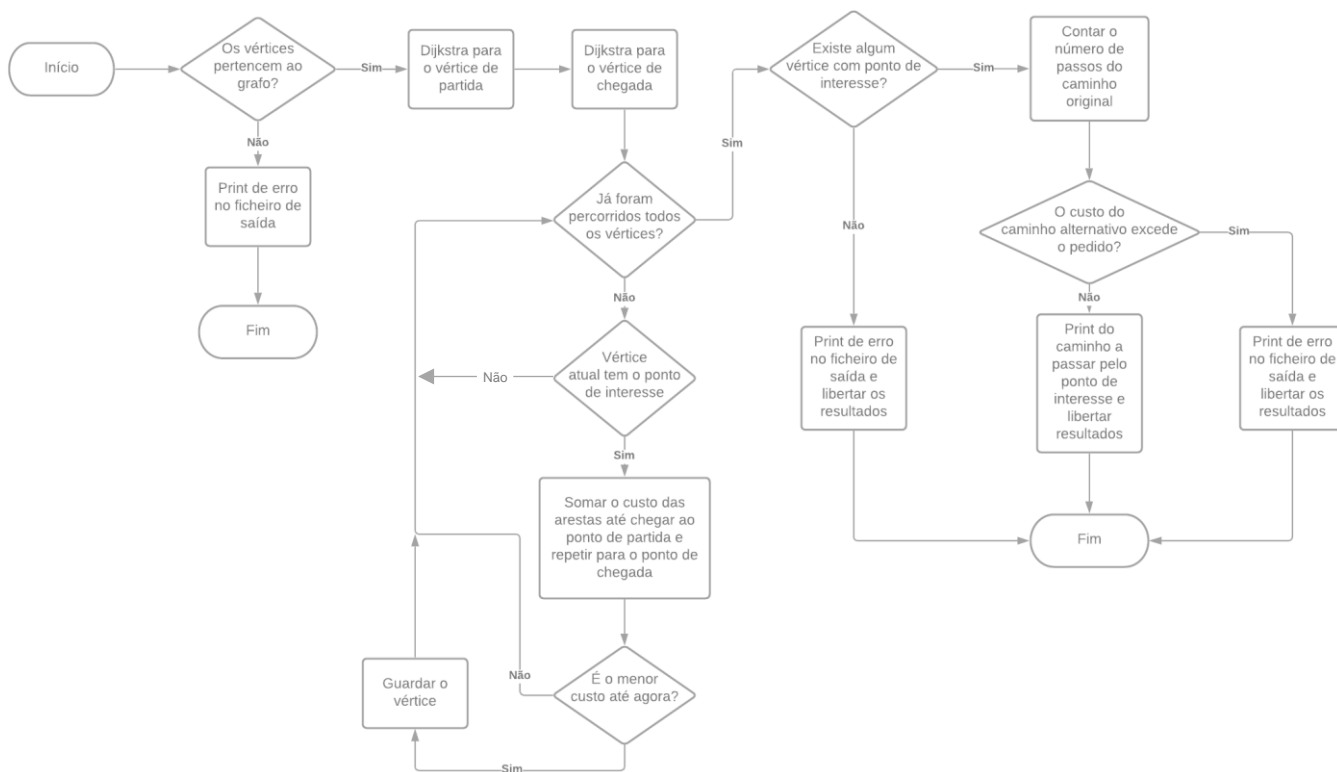 Início
Os vértices
pertencem ao
grafo?
Sim
Dijkstra para
o vértice de
partida
Dijkstra para
o vértice de
chegada
Não
Print de erro
no ficheiro de
saída
Fim
Já foram
percorridos todos
os vértices?
Sim
Não
Vértice
atual tem o ponto
de interesse
Não
Sim
Somar o custo das
arestas até chegar ao
ponto de partida e
repetir para o ponto de
chegada
É o menor
custo até agora?
Não
Sim
Guardar o
vértice
Existe algum
vértice com ponto de
interesse?
Sim
Não
Print de erro
no ficheiro de
saída e
libertar os
resultados
Contar o
número de
passos do
caminho
original
O custo do
caminho alternativo excede
o pedido?
Sim
Não
Print do
caminho a
passar pelo
ponto de
interesse e
libertar
resultados
Print de erro
no ficheiro de
saída e
libertar os
resultados
Fim